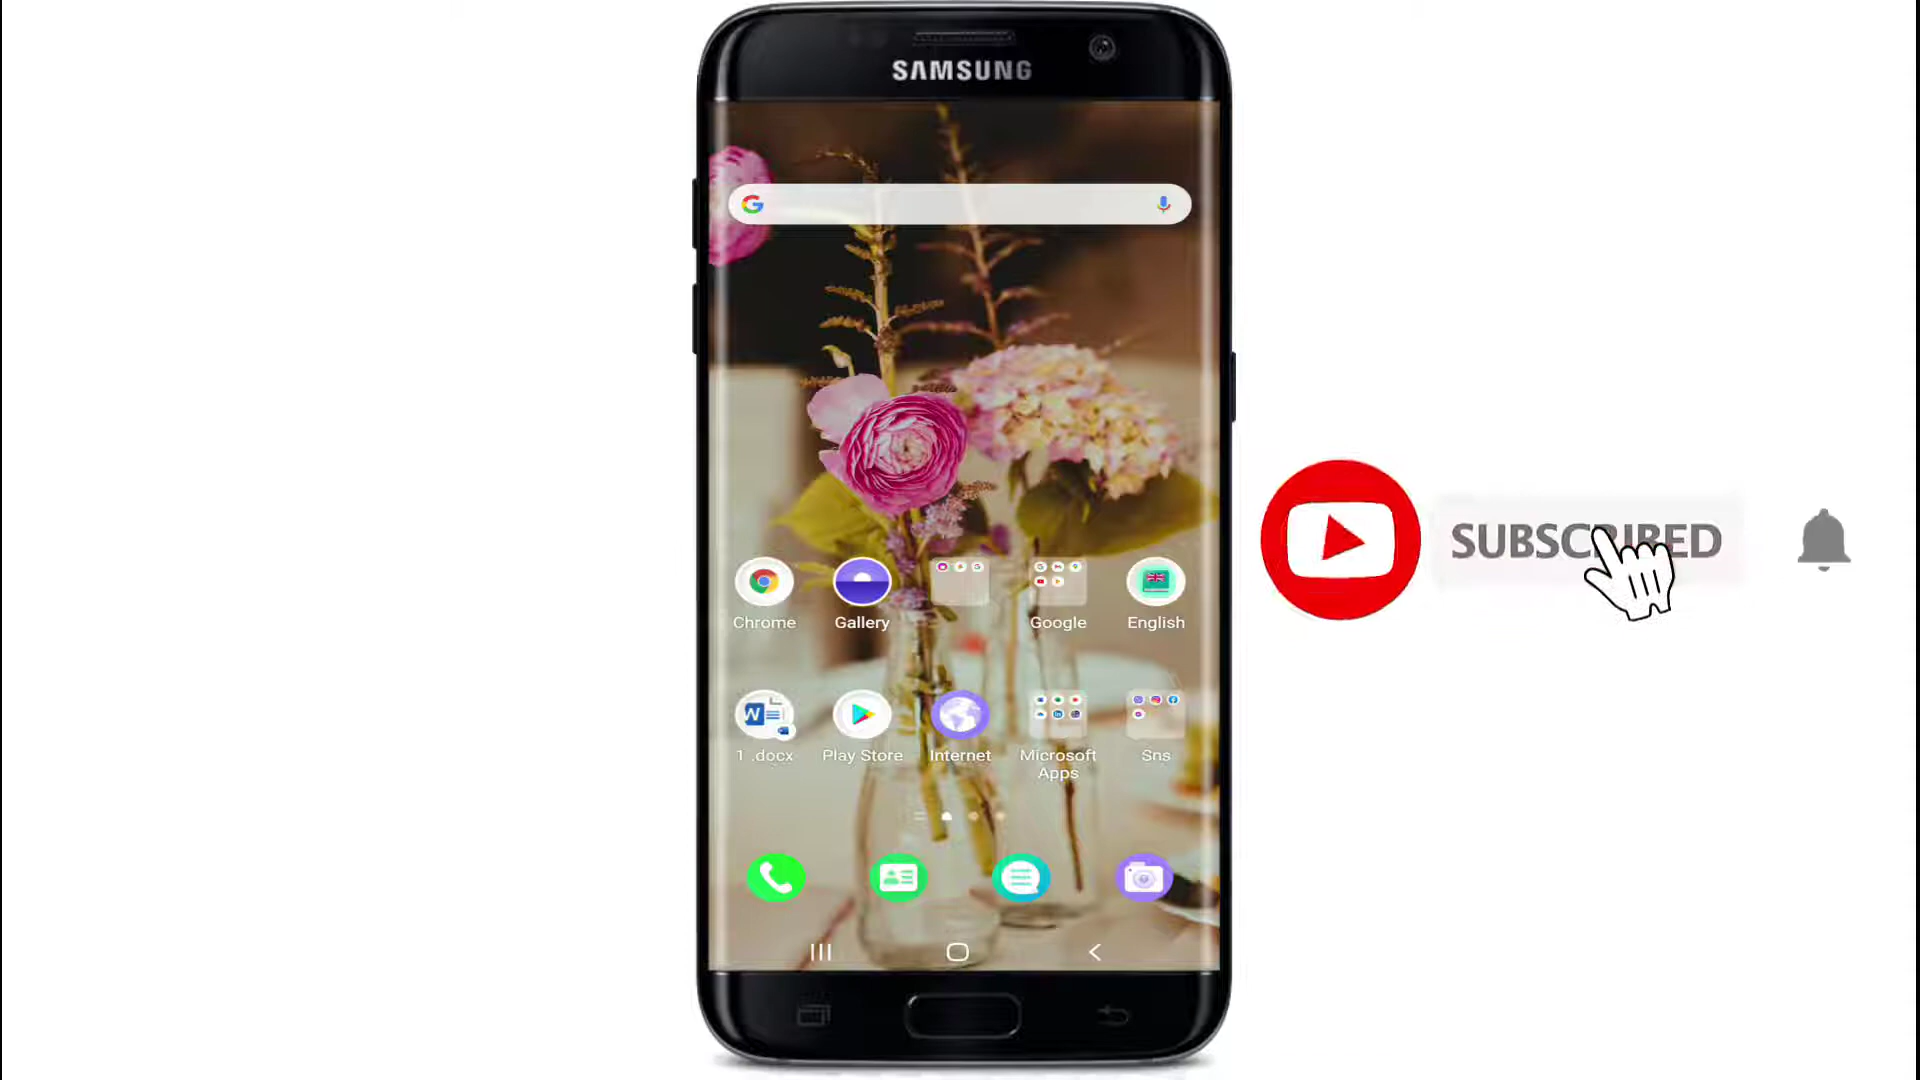 SAMSUNG
SUBSCRIBED
Chrome
Gallery
Google
English
1 .docx
Play Store
Internet
Microsoft
Apps
Sns